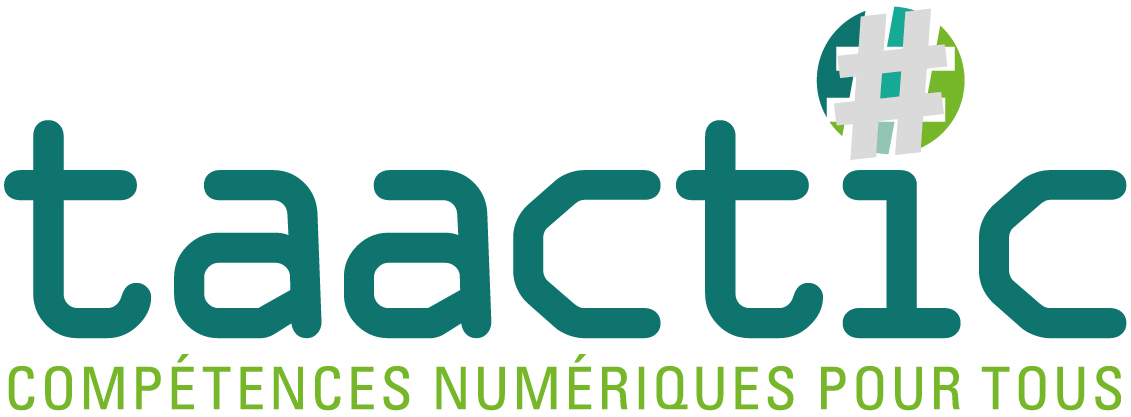 taactic
COMPÉTENCES NUMÉRIQUES POUR TOUS